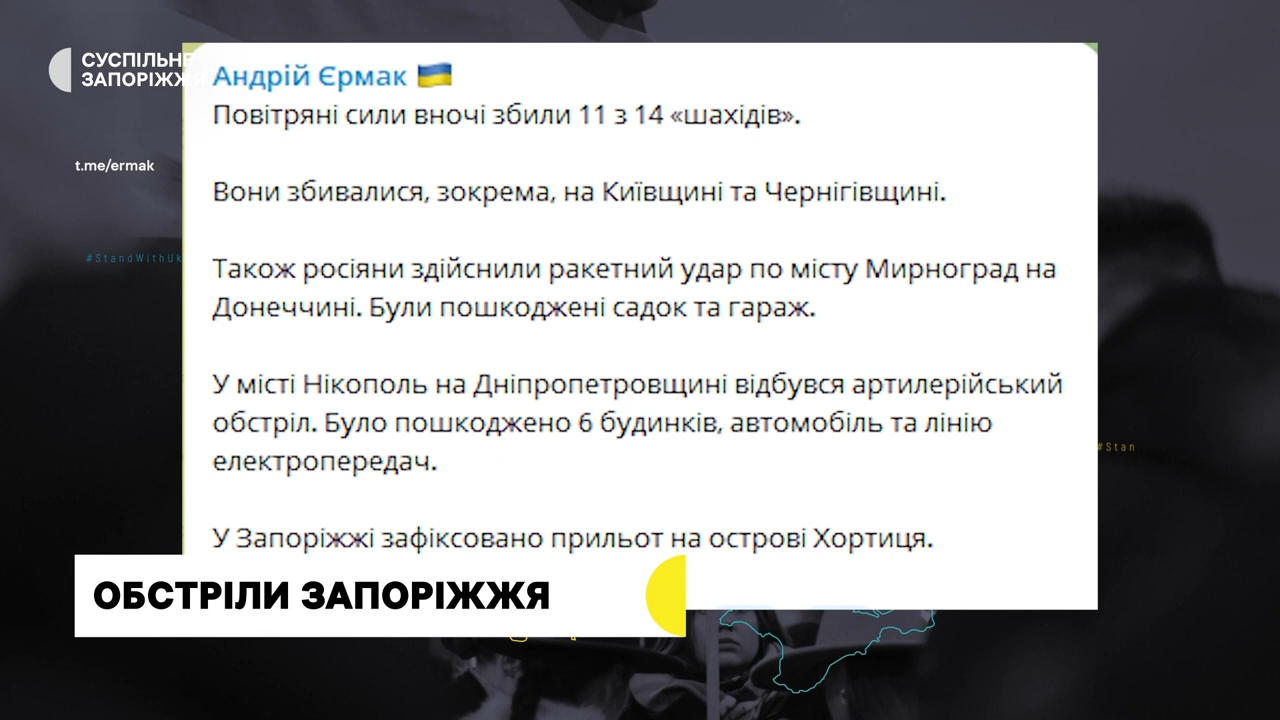 СУСПІЛЬНЕ
ЗАПОРІЖЖЯ
t.me/ermak
#StandWithUk
Андрій Єрмак
Повітряні сили вночі збили 11 з 14 «шахідів».
Вони збивалися, зокрема, на Київщині та Чернігівщині.
Також росіяни здійснили ракетний удар по місту Мирноград на
Донеччині. Були пошкоджені садок та гараж.
У місті Нікополь на Дніпропетровщині відбувся артилерійський
обстріл. Було пошкоджено 6 будинків, автомобіль та лінію
електропередач.
#Stan
У Запоріжжі зафіксовано прильот на острові Хортиця.
ОБСТРІЛИ ЗАПОРІЖЖЯ